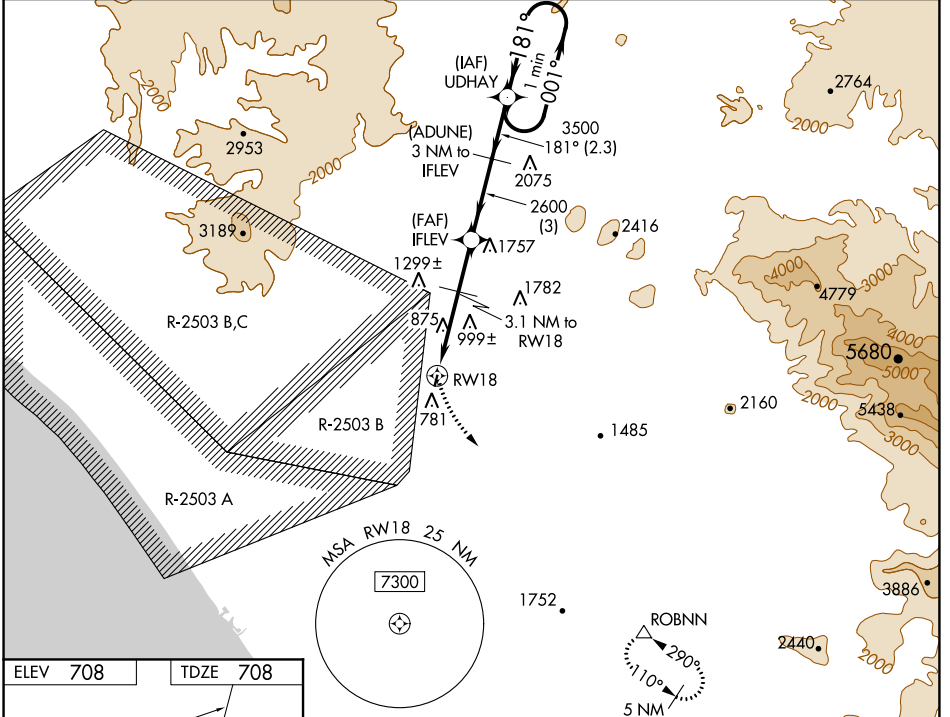 181°
1 min
001°
(IAF)
UDHAY
2764
2000
2000
3500
181° (2.3)
(ADUNE)
3 NM to
IFLEV
2953
2000
2075
2600
(3)
(FAF)
IFLEV
1757
2416
3189
1299±
4000
3000
4779
1782
R-2503 B,C
875
999±
3.1 NM to
RW18
4000
5680
5000
RW18
2000
2160
781
5438
R-2503 B
1485
3000
R-2503 A
MSA RW18 25 NM
7300
1752
3886
ROBNN
290°
2440
2000
110°
5 NM
ELEV 708
TDZE 708